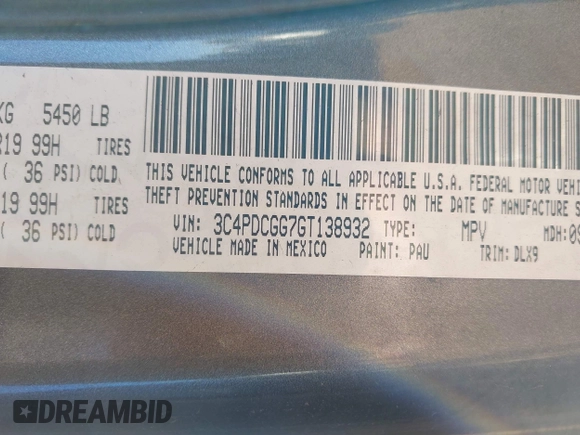 KG 5450 LB
R19 99H TIRES
( 36 PSI) COLD
19 99H TIRES
( 36 PSI) COLD
THIS VEHICLE CONFORMS TO ALL APPLICABLE U.S.A. FEDERAL MOTOR
THEFT PREVENTION STANDARDS IN EFFECT ON THE DATE OF MANUFACTURE
VIN: 3C4PDCGG7GT138932 TYPE: MPV MDH: 09
VEHICLE MADE IN MEXICO PAINT: PAU TRIM: DLX9
DREAMBID